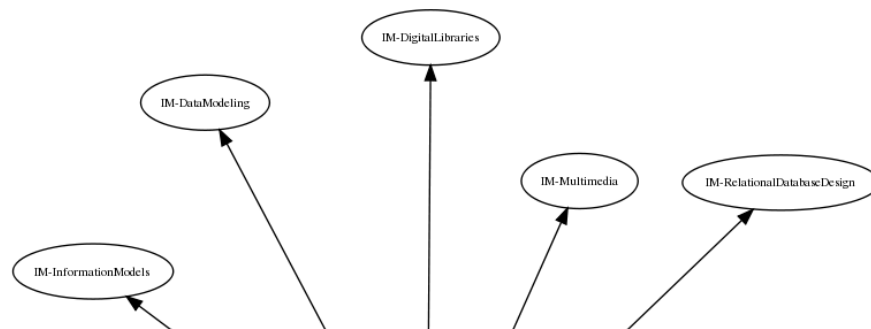 IM-DigitalLibraries
IM-DataModeling
IM-Multimedia
IM-RelationalDatabaseDesign
IM-InformationModels